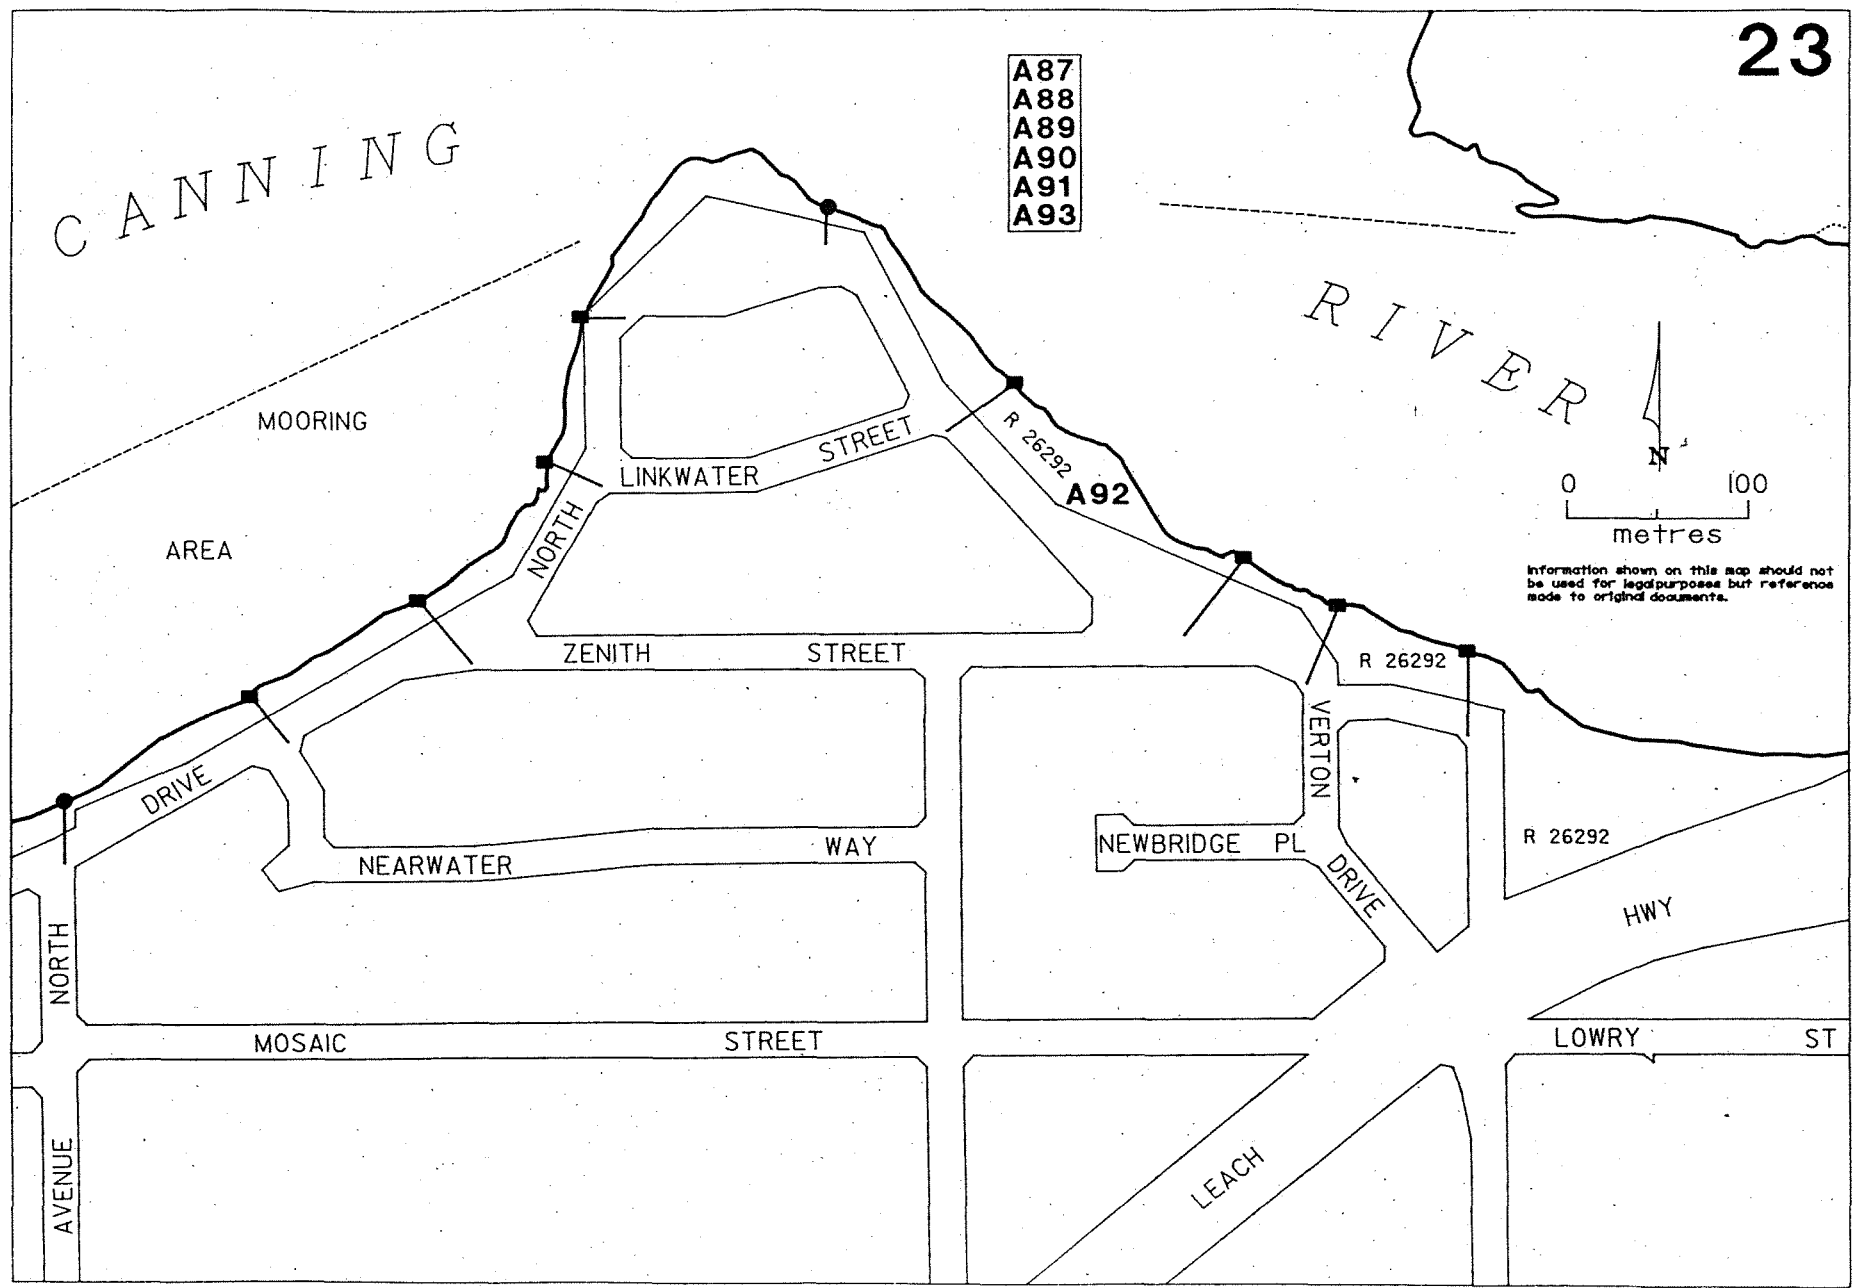 23
A87
A88
A89
A90
A91
A93
CANNING
RIVER
MOORING
AREA
N
0 100
metres
Information shown on this map should not
be used for legal purposes but reference
made to original documents.
R 26292
A92
LINKWATER STREET
NORTH
ZENITH STREET
R 26292
VERTON
DRIVE
DRIVE
NEWBRIDGE PL
NEARWATER WAY
R 26292
HWY
NORTH
MOSAIC STREET
LOWRY ST
AVENUE
LEACH